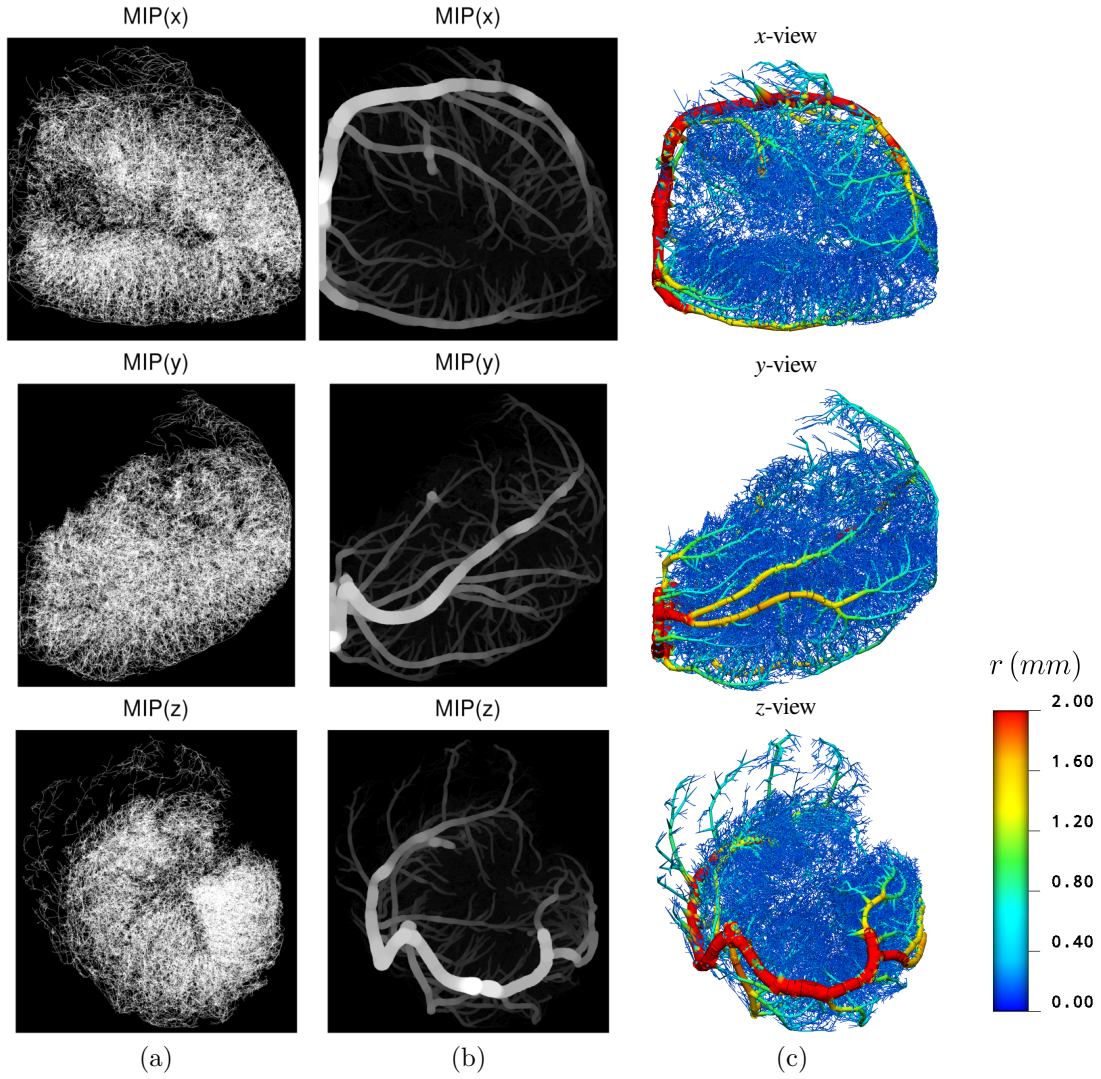 MIP(x)
MIP(x)
x-view
MIP(y)
MIP(y)
y-view
MIP(z)
MIP(z)
z-view
r (mm)
2.00
1.60
1.20
0.80
0.40
0.00
(a)
(b)
(c)